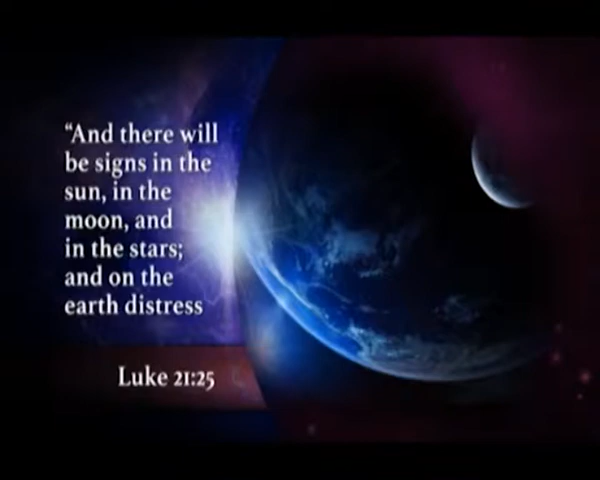 “And there will
be signs in the
sun, in the
moon, and
in the stars;
and on the
earth distress
Luke 21:25